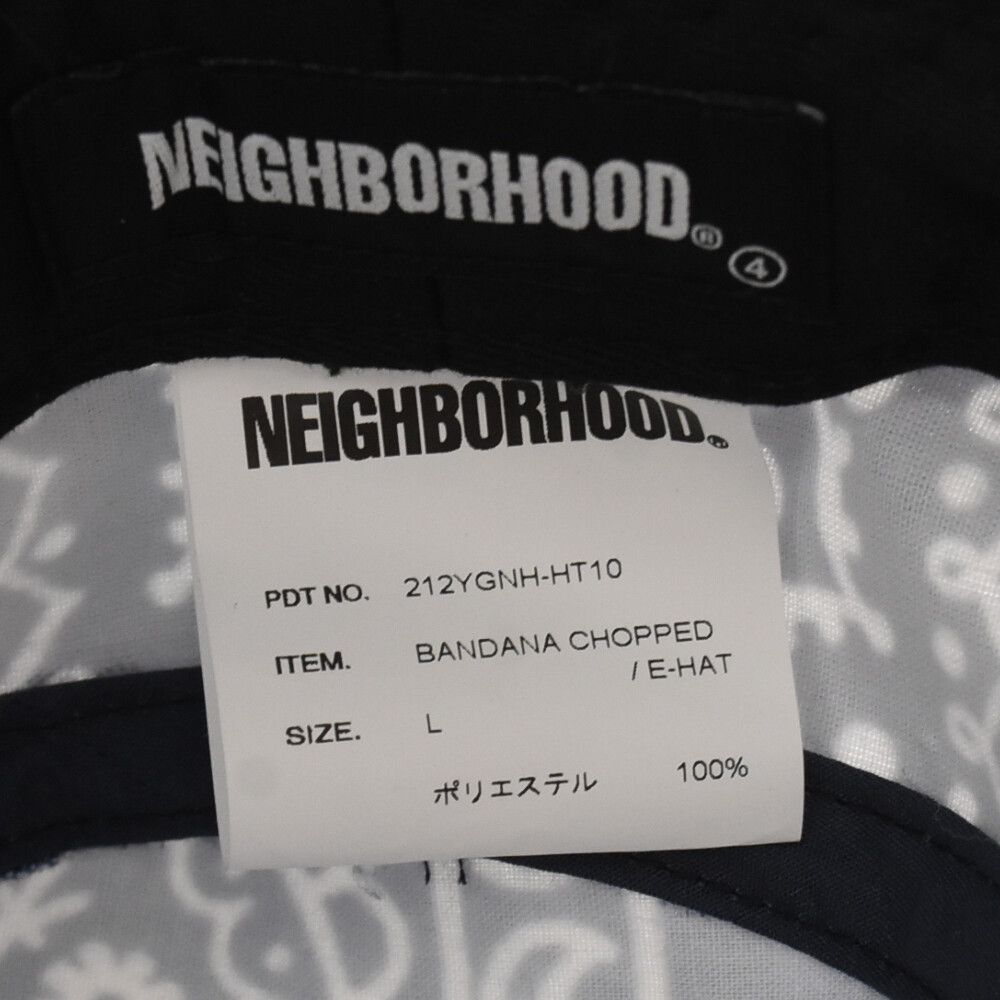 NEIGHBORHOOD®
4
NEIGHBORHOOD®
PDT NO. 212YGNH-HT10
ITEM. BANDANA CHOPPED
/ E-HAT
SIZE. L
ポリエステル 100%